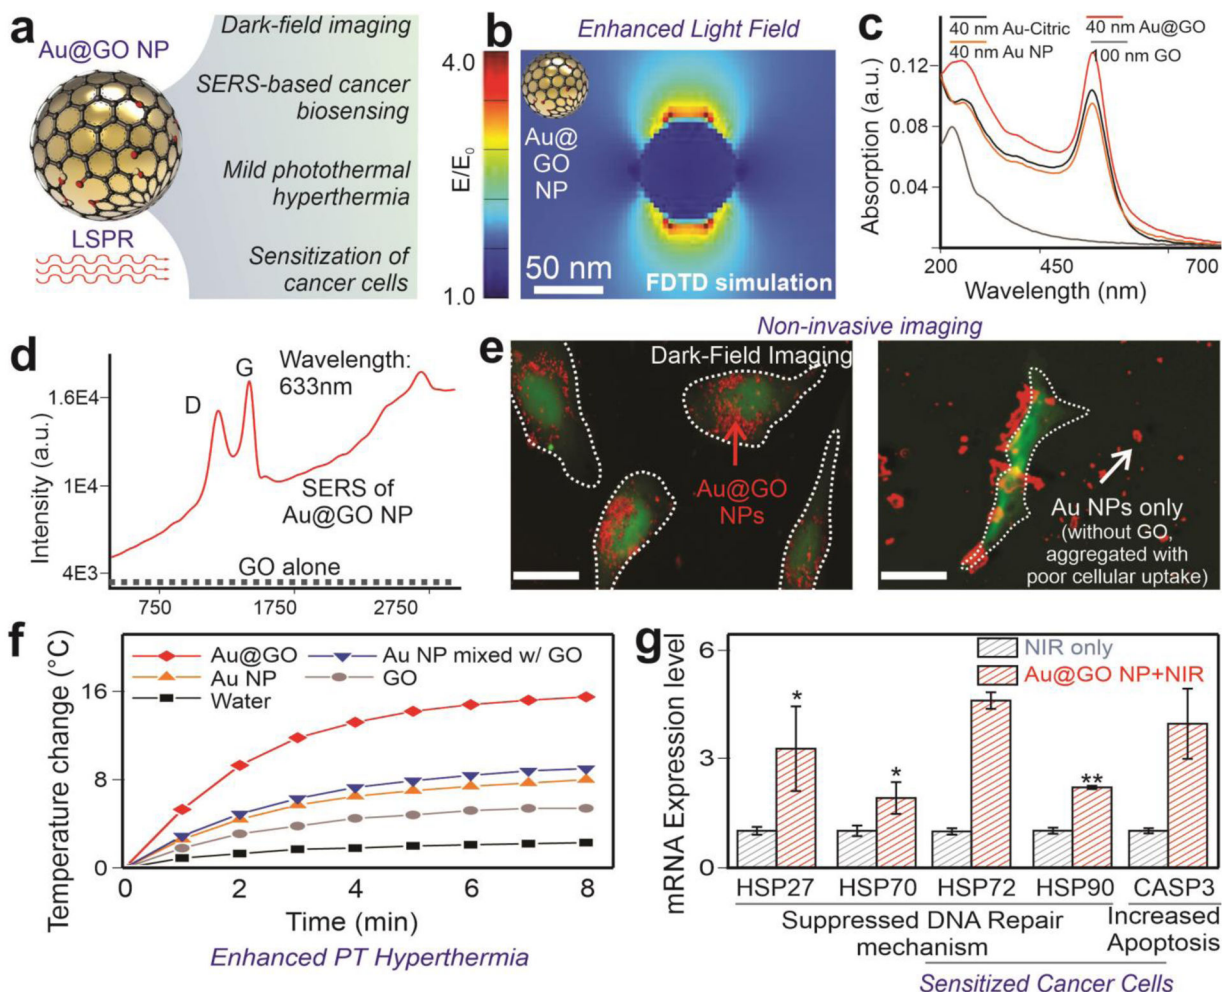 a
Au@GO NP
LSPR
Dark-field imaging
SERS-based cancer
biosensing
Mild photothermal
hyperthermia
Sensitization of
cancer cells
b
Enhanced Light Field
4.0
E/E₀
1.0
Au@
GO
NP
50 nm
FDTD simulation
c
40 nm Au-Citric
40 nm Au@GO
40 nm Au NP
100 nm GO
Absorption (a.u.)
0.12
0.08
0.04
200
450
700
Wavelength (nm)
d
Wavelength:
633nm
D
G
Intensity (a.u.)
1.6E4
1E4
4E3
SERS of
Au@GO NP
GO alone
750
1750
2750
Non-invasive imaging
e
Dark-Field Imaging
Au@GO
NPs
Au NPs only
(without GO,
aggregated with
poor cellular uptake)
f
Temperature change (°C)
16
8
0
Au@GO
Au NP mixed w/ GO
Au NP
GO
Water
0
2
4
6
8
Time (min)
Enhanced PT Hyperthermia
g
mRNA Expression level
6
3
0
NIR only
Au@GO NP+NIR
*
*
**
HSP27
HSP70
HSP72
HSP90
CASP3
Suppressed DNA Repair
mechanism
Increased
Apoptosis
Sensitized Cancer Cells